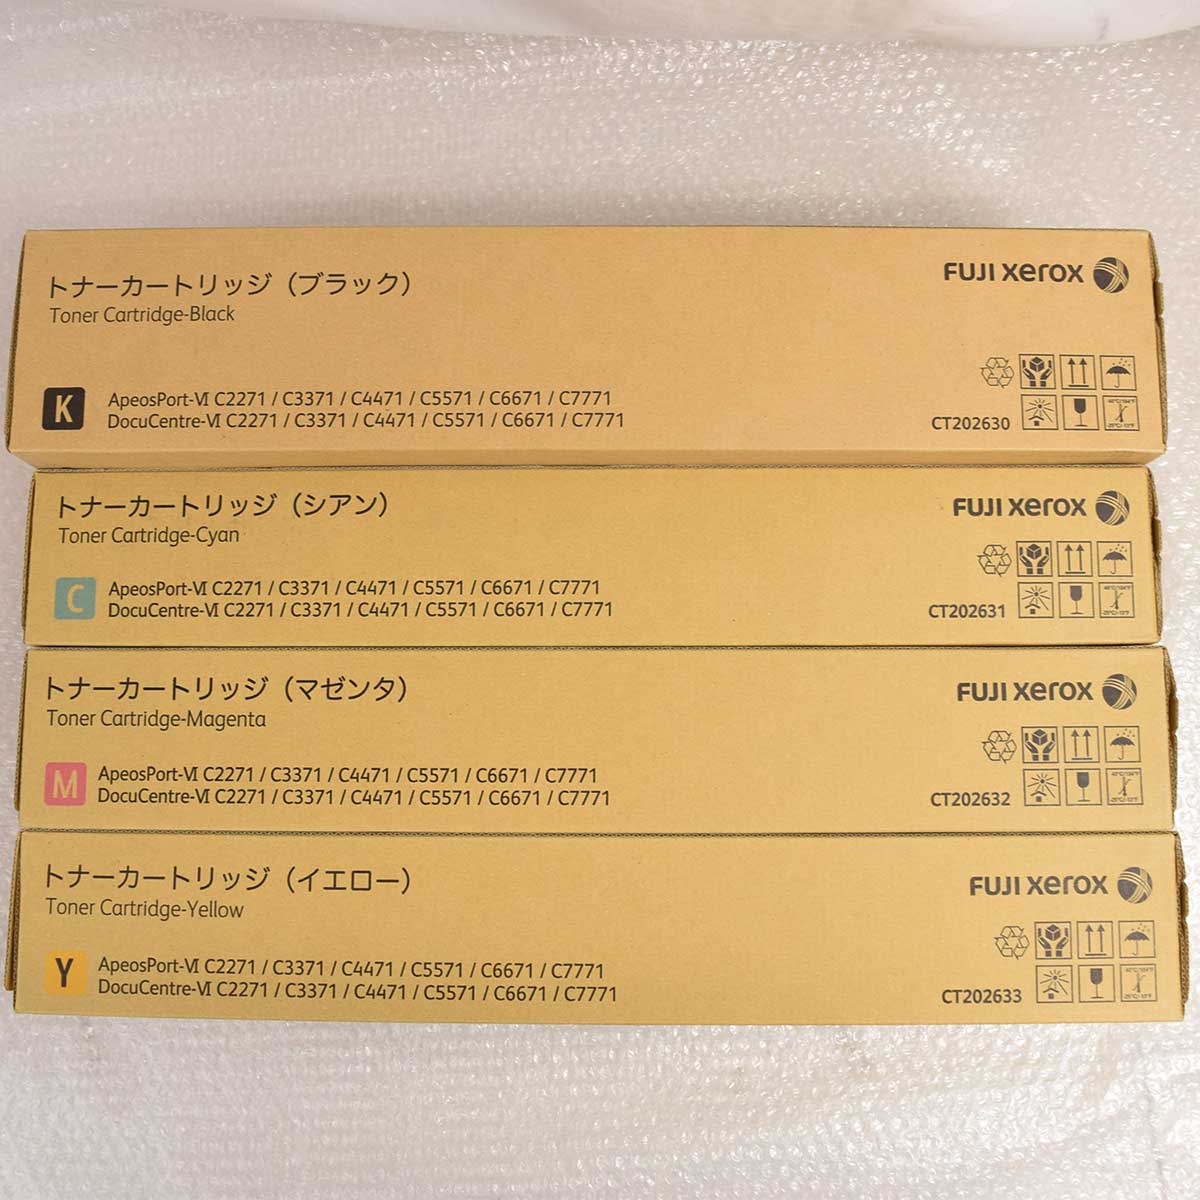 トナーカートリッジ（ブラック）
Toner Cartridge-Black
FUJI xerox
K
ApeosPort-Ⅵ C2271 / C3371 / C4471 / C5571 / C6671 / C7771
DocuCentre-Ⅵ C2271 / C3371 / C4471 / C5571 / C6671 / C7771
CT202630
トナーカートリッジ（シアン）
Toner Cartridge-Cyan
FUJI xerox
C
ApeosPort-Ⅵ C2271 / C3371 / C4471 / C5571 / C6671 / C7771
DocuCentre-Ⅵ C2271 / C3371 / C4471 / C5571 / C6671 / C7771
CT202631
トナーカートリッジ（マゼンタ）
Toner Cartridge-Magenta
FUJI xerox
M
ApeosPort-Ⅵ C2271 / C3371 / C4471 / C5571 / C6671 / C7771
DocuCentre-Ⅵ C2271 / C3371 / C4471 / C5571 / C6671 / C7771
CT202632
トナーカートリッジ（イエロー）
Toner Cartridge-Yellow
FUJI xerox
Y
ApeosPort-Ⅵ C2271 / C3371 / C4471 / C5571 / C6671 / C7771
DocuCentre-Ⅵ C2271 / C3371 / C4471 / C5571 / C6671 / C7771
CT202633